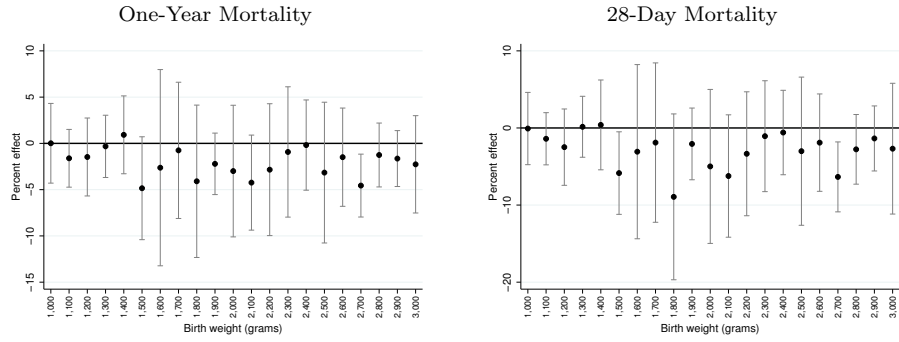 One-Year Mortality
Percent effect
10
5
0
−5
−10
−15
1,000 1,100 1,200 1,300 1,400 1,500 1,600 1,700 1,800 1,900 2,000 2,100 2,200 2,300 2,400 2,500 2,600 2,700 2,800 2,900 3,000
Birth weight (grams)
28-Day Mortality
Percent effect
10
0
−10
−20
1,000 1,100 1,200 1,300 1,400 1,500 1,600 1,700 1,800 1,900 2,000 2,100 2,200 2,300 2,400 2,500 2,600 2,700 2,800 2,900 3,000
Birth weight (grams)